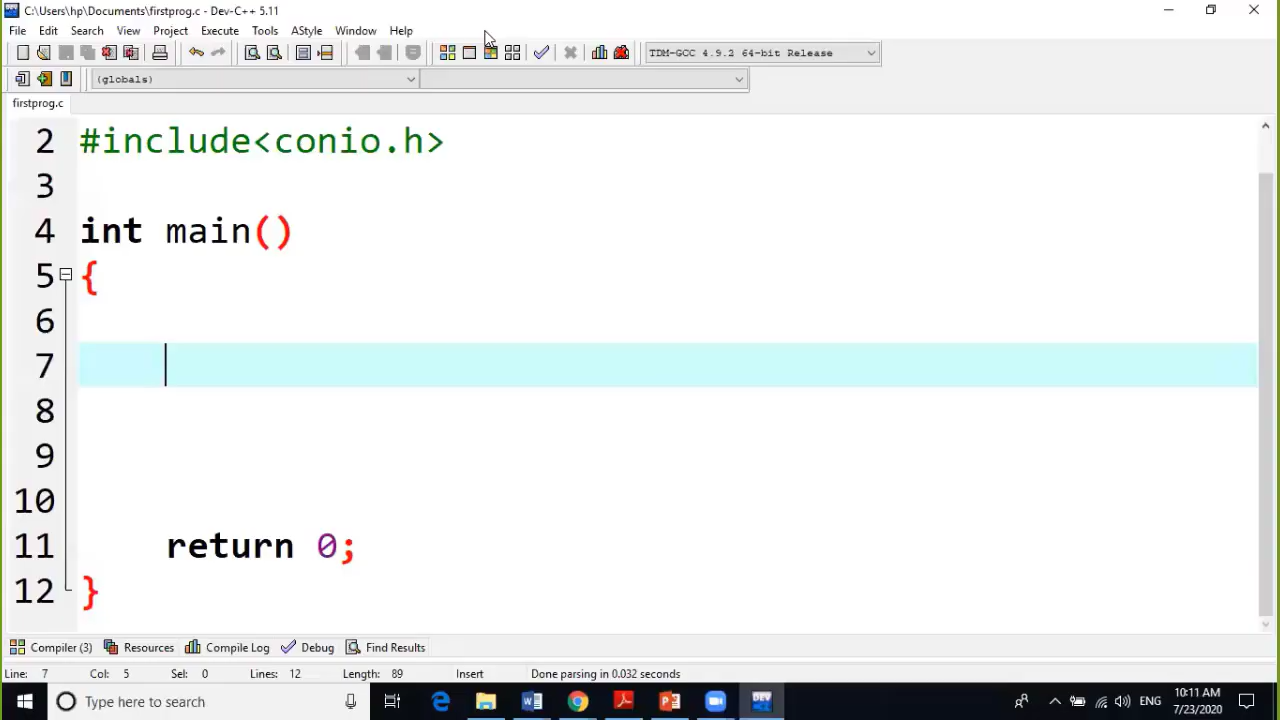 C:\Users\hp\Documents\firstprog.c - Dev-C++ 5.11
File Edit Search View Project Execute Tools AStyle Window Help
TDM-GCC 4.9.2 64-bit Release
(globals)
firstprog.c
2 #include<conio.h>
3
4 int main()
5 {
6
7
8
9
10
11 return 0;
12 }
Compiler (3) Resources Compile Log Debug Find Results
Line: 7 Col: 5 Sel: 0 Lines: 12 Length: 89 Insert Done parsing in 0.032 seconds
Type here to search
DEV
ENG
10:11 AM
7/23/2020